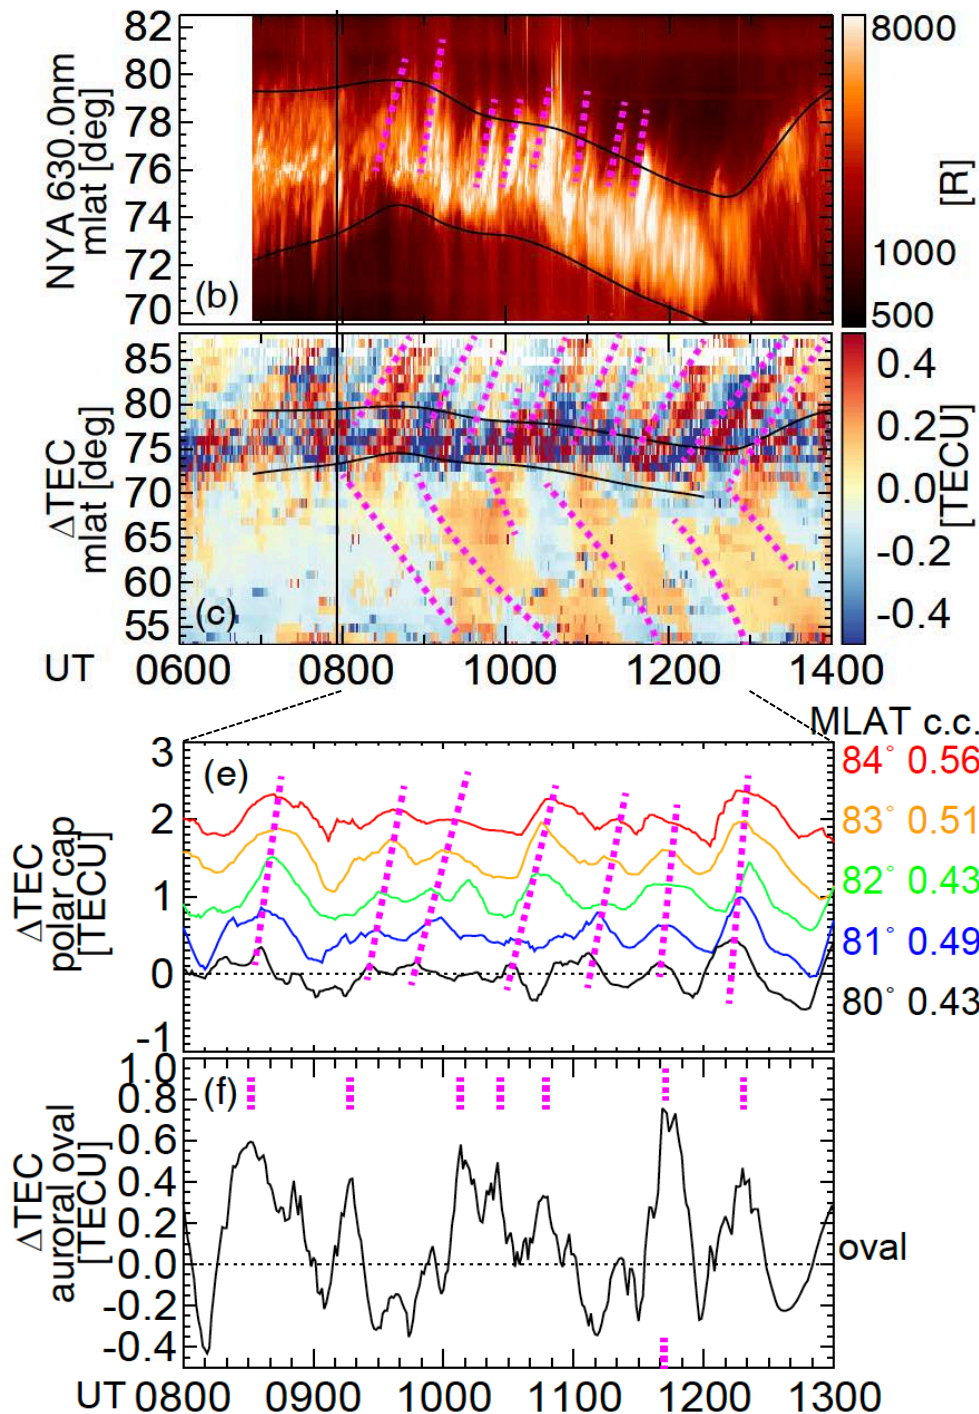 82
80
78
76
74
72
70
NYA 630.0nm
mlat [deg]
(b)
8000
1000
500
[R]
85
80
75
70
65
60
55
ΔTEC
mlat [deg]
(c)
0.4
0.2
0.0
-0.2
-0.4
[TECU]
UT 0600 0800 1000 1200 1400
MLAT c.c.
3
2
1
0
-1
ΔTEC
polar cap
[TECU]
(e)
84° 0.56
83° 0.51
82° 0.43
81° 0.49
80° 0.43
1.0
0.8
0.6
0.4
0.2
0.0
-0.2
-0.4
ΔTEC
auroral oval
[TECU]
(f)
oval
UT 0800 0900 1000 1100 1200 1300